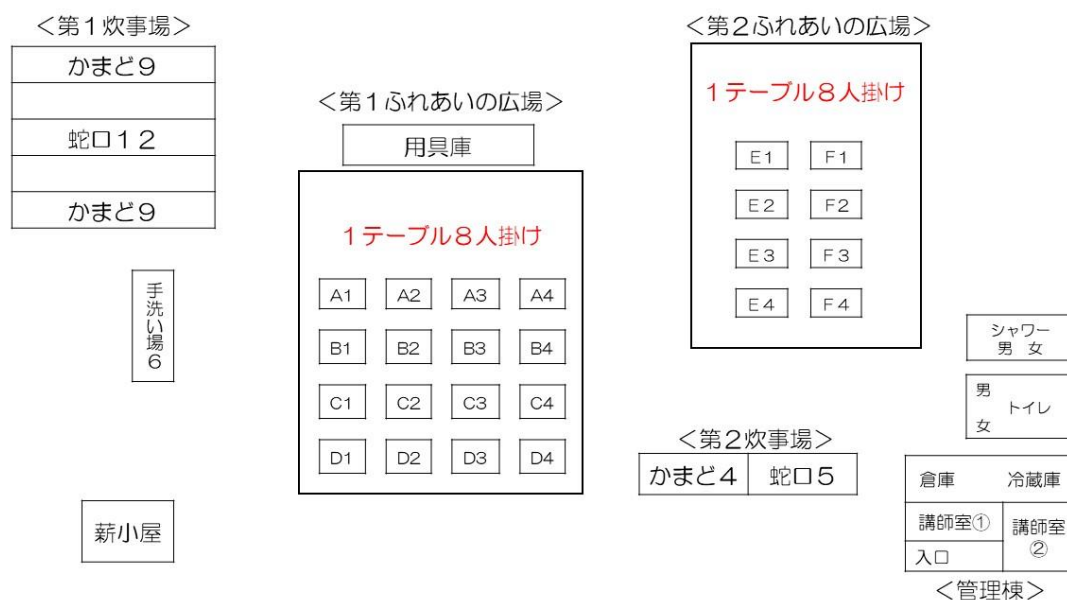 ＜第１炊事場＞
かまど９
蛇口１２
かまど９
手洗い場６
薪小屋
＜第１ふれあいの広場＞
用具庫
１テーブル８人掛け
A1 A2 A3 A4
B1 B2 B3 B4
C1 C2 C3 C4
D1 D2 D3 D4
＜第２ふれあいの広場＞
１テーブル８人掛け
E１ F１
E２ F２
E３ F３
E４ F４
＜第２炊事場＞
かまど４ 蛇口５
シャワー
男 女
男
トイレ
女
倉庫 冷蔵庫
講師室①
講師室
②
入口
＜管理棟＞